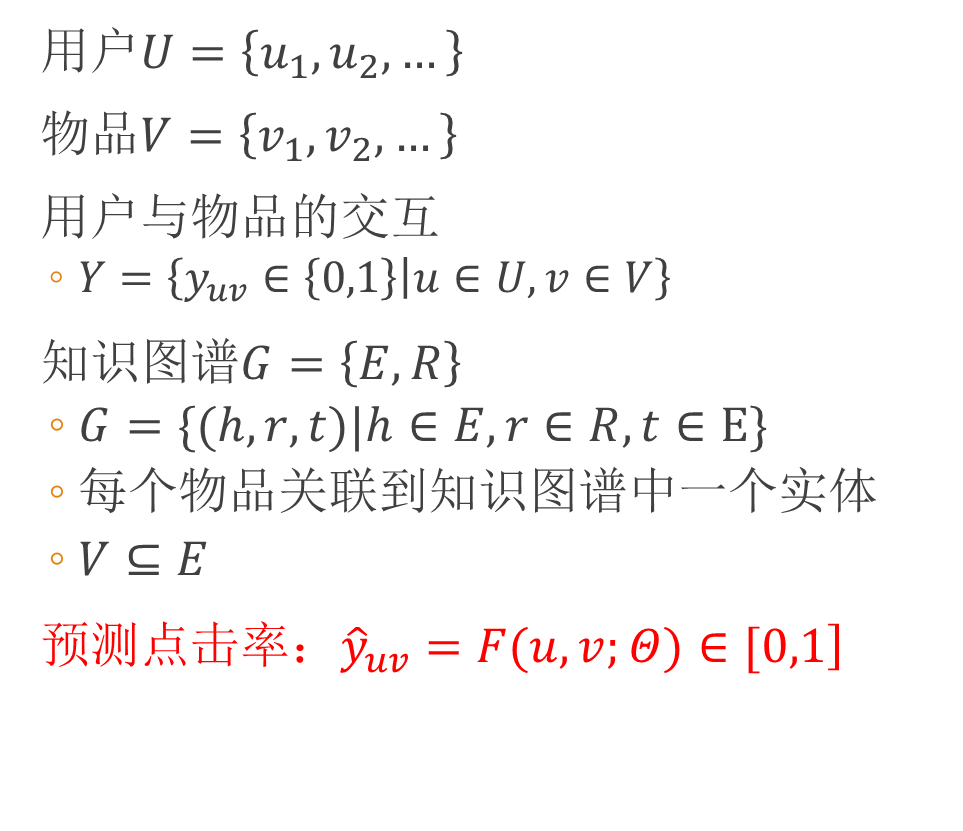 用户U = {u₁, u₂, … }
物品V = {v₁, v₂, … }
用户与物品的交互
◦ Y = {yᵤᵥ ∈ {0,1}|u ∈ U, v ∈ V}
知识图谱G = {E, R}
◦ G = {(h, r, t)|h ∈ E, r ∈ R, t ∈ E}
◦ 每个物品关联到知识图谱中一个实体
◦ V ⊆ E
预测点击率：ŷᵤᵥ = F(u, v; Θ) ∈ [0,1]